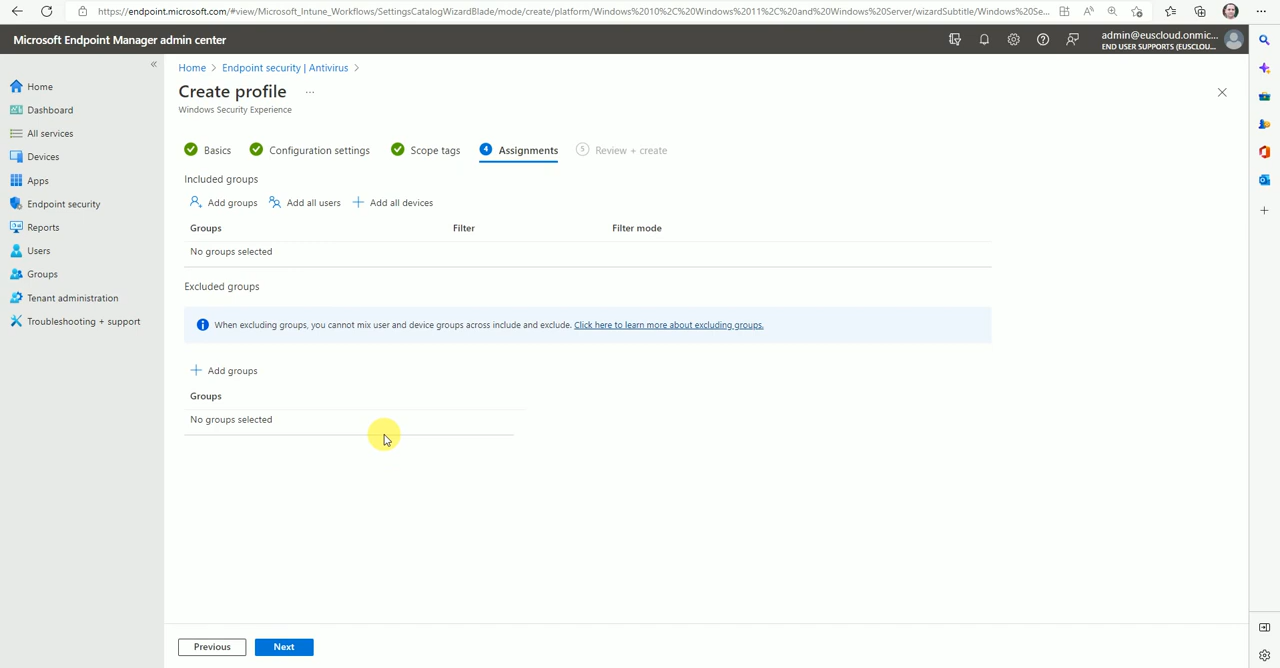 https://endpoint.microsoft.com/#view/Microsoft_Intune_Workflows/SettingsCatalogWizardBlade/mode/create/platform/Windows%2010%2C%20Windows%2011%2C%20and%20Windows%20Server/wizardSubtitle/Windows%20Se...
Microsoft Endpoint Manager admin center
admin@euscloud.onmic...
END USER SUPPORTS (EUSCLOU...
Home
Dashboard
All services
Devices
Apps
Endpoint security
Reports
Users
Groups
Tenant administration
Troubleshooting + support
Home > Endpoint security | Antivirus >
Create profile ...
Windows Security Experience
Basics Configuration settings Scope tags 4 Assignments 5 Review + create
Included groups
Add groups Add all users Add all devices
Groups Filter Filter mode
No groups selected
Excluded groups
When excluding groups, you cannot mix user and device groups across include and exclude. Click here to learn more about excluding groups.
Add groups
Groups
No groups selected
Previous Next